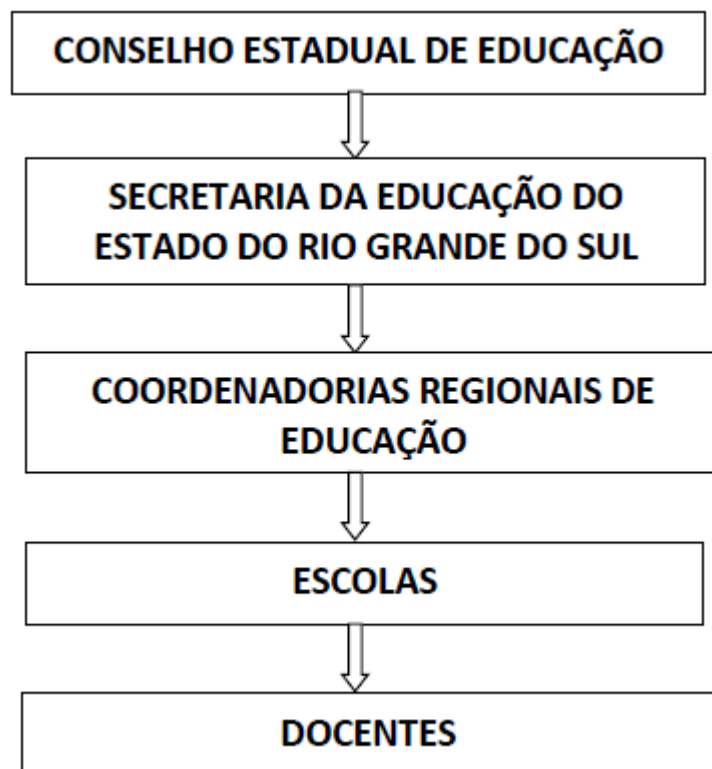 CONSELHO ESTADUAL DE EDUCAÇÃO
SECRETARIA DA EDUCAÇÃO DO
ESTADO DO RIO GRANDE DO SUL
COORDENADORIAS REGIONAIS DE
EDUCAÇÃO
ESCOLAS
DOCENTES